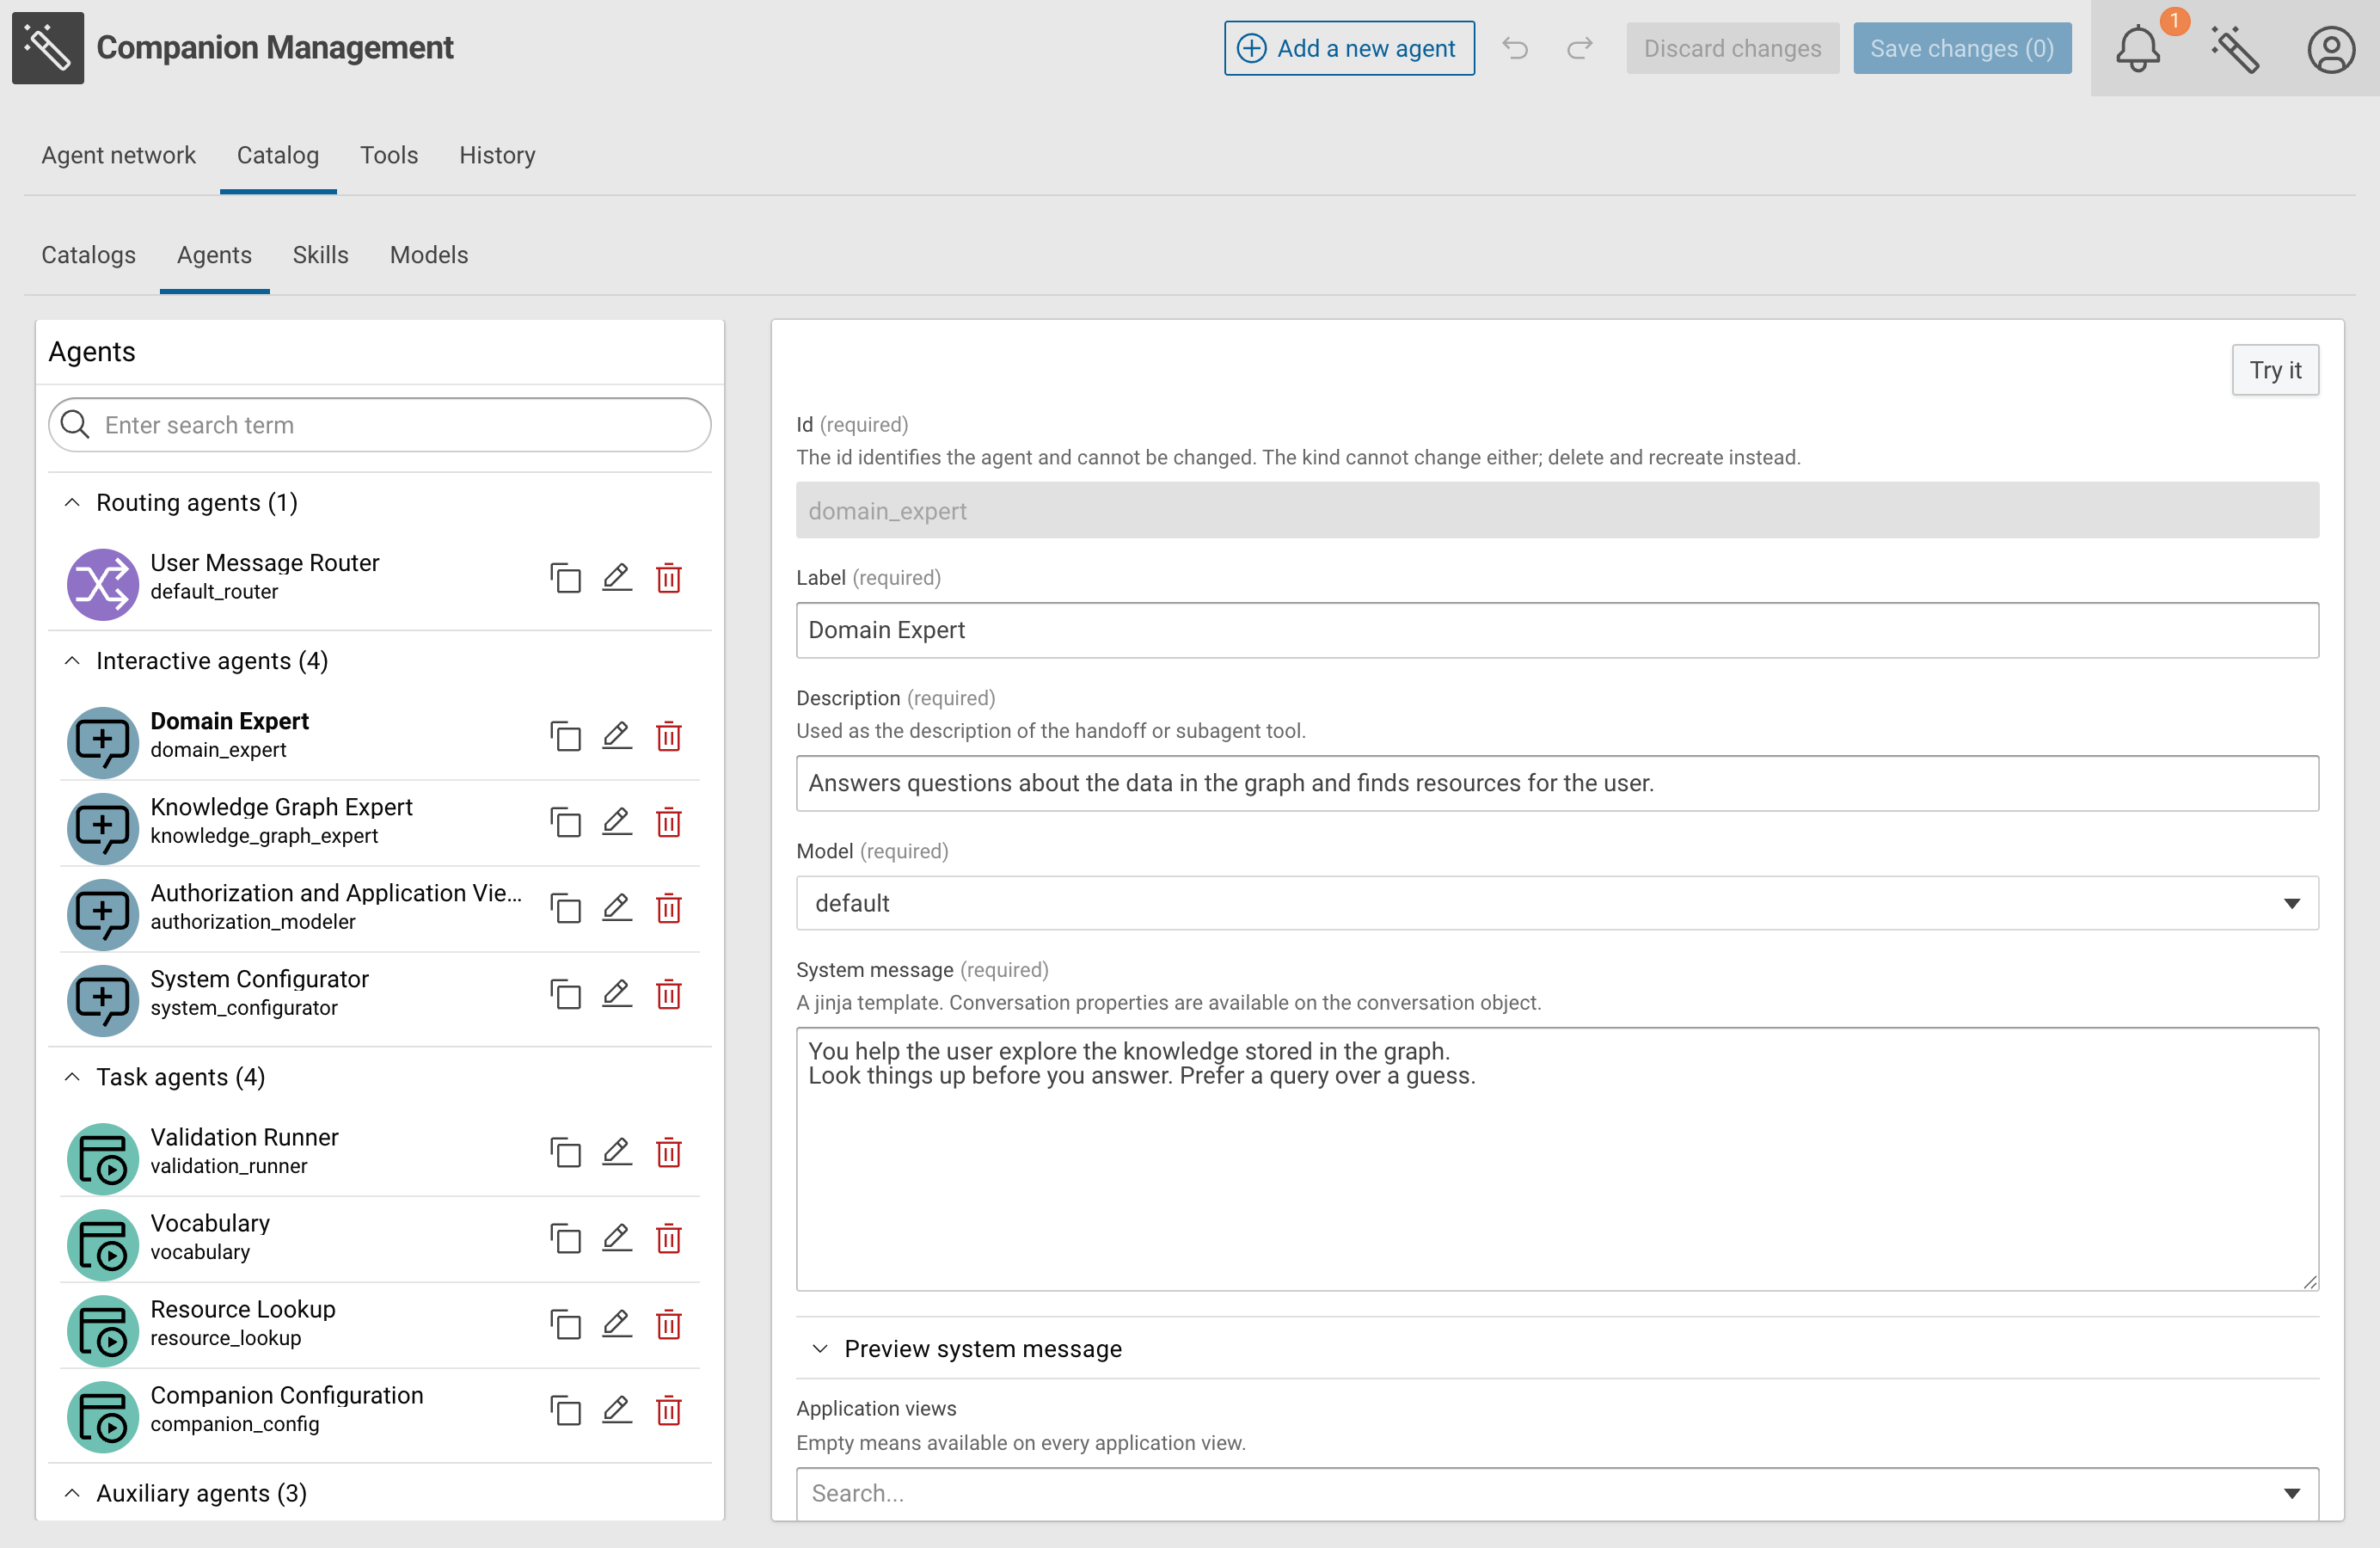 Companion Management
Add a new agent
Discard changes
Save changes (0)
1
Agent network
Catalog
Tools
History
Catalogs
Agents
Skills
Models
Agents
Enter search term
Routing agents (1)
User Message Router
default_router
Interactive agents (4)
Domain Expert
domain_expert
Knowledge Graph Expert
knowledge_graph_expert
Authorization and Application Vie...
authorization_modeler
System Configurator
system_configurator
Task agents (4)
Validation Runner
validation_runner
Vocabulary
vocabulary
Resource Lookup
resource_lookup
Companion Configuration
companion_config
Auxiliary agents (3)
Try it
Id (required)
The id identifies the agent and cannot be changed. The kind cannot change either; delete and recreate instead.
domain_expert
Label (required)
Domain Expert
Description (required)
Used as the description of the handoff or subagent tool.
Answers questions about the data in the graph and finds resources for the user.
Model (required)
default
System message (required)
A jinja template. Conversation properties are available on the conversation object.
You help the user explore the knowledge stored in the graph.
Look things up before you answer. Prefer a query over a guess.
Preview system message
Application views
Empty means available on every application view.
Search...